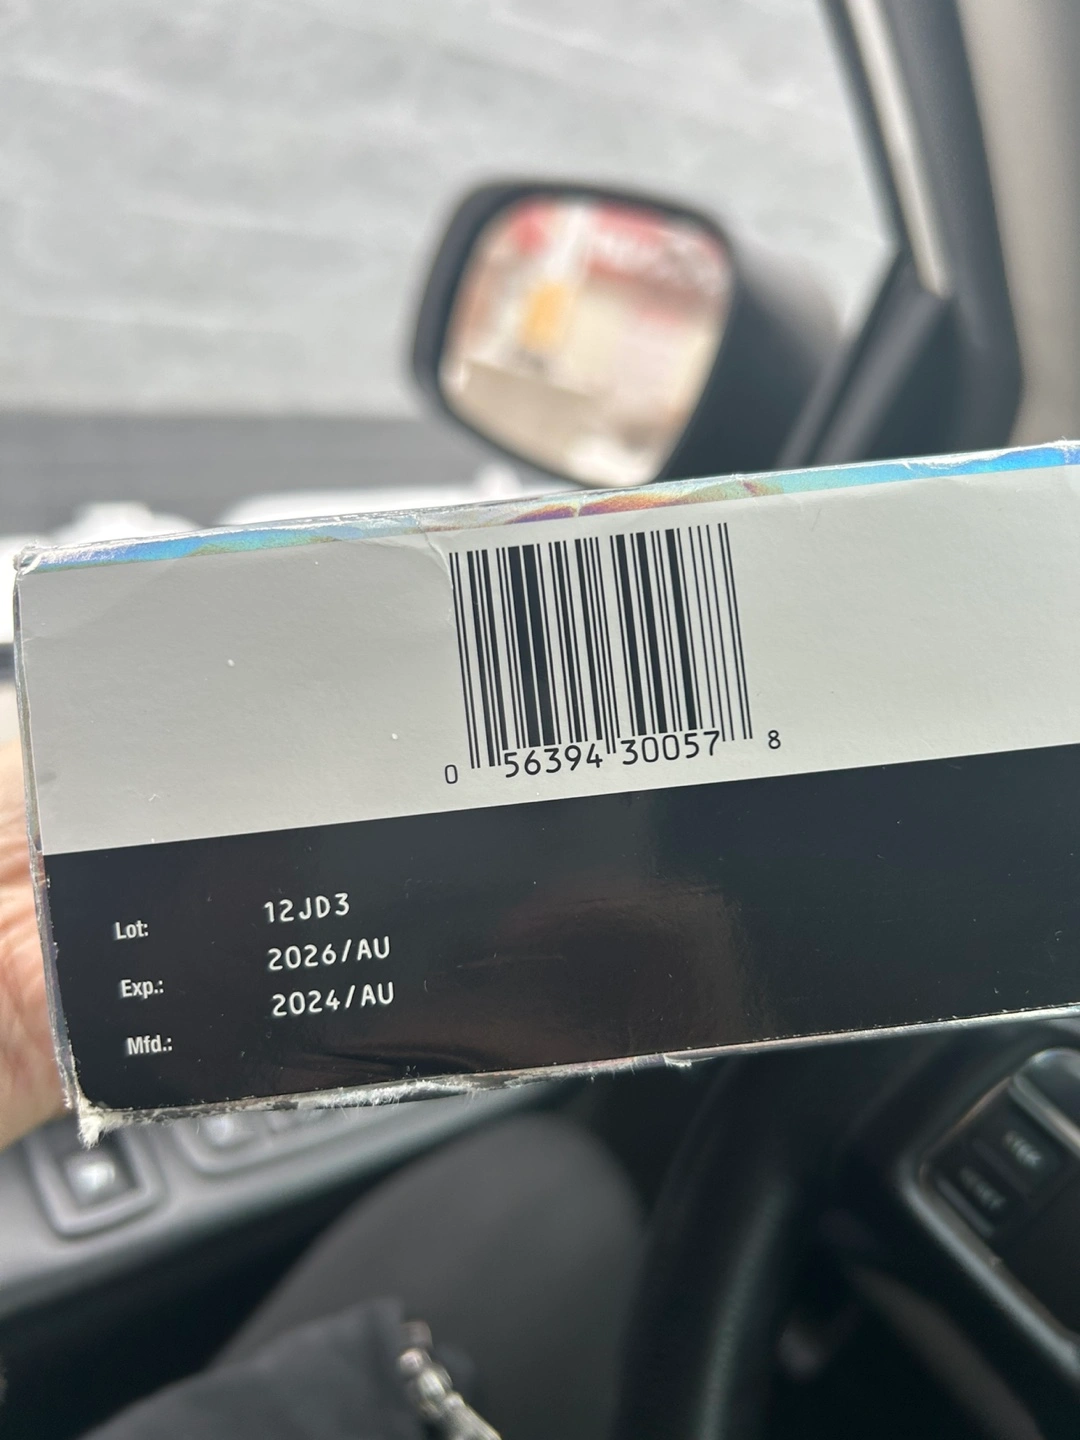 0 56394 30057 8
Lot: 12JD3
Exp.: 2026/AU
Mfd.: 2024/AU